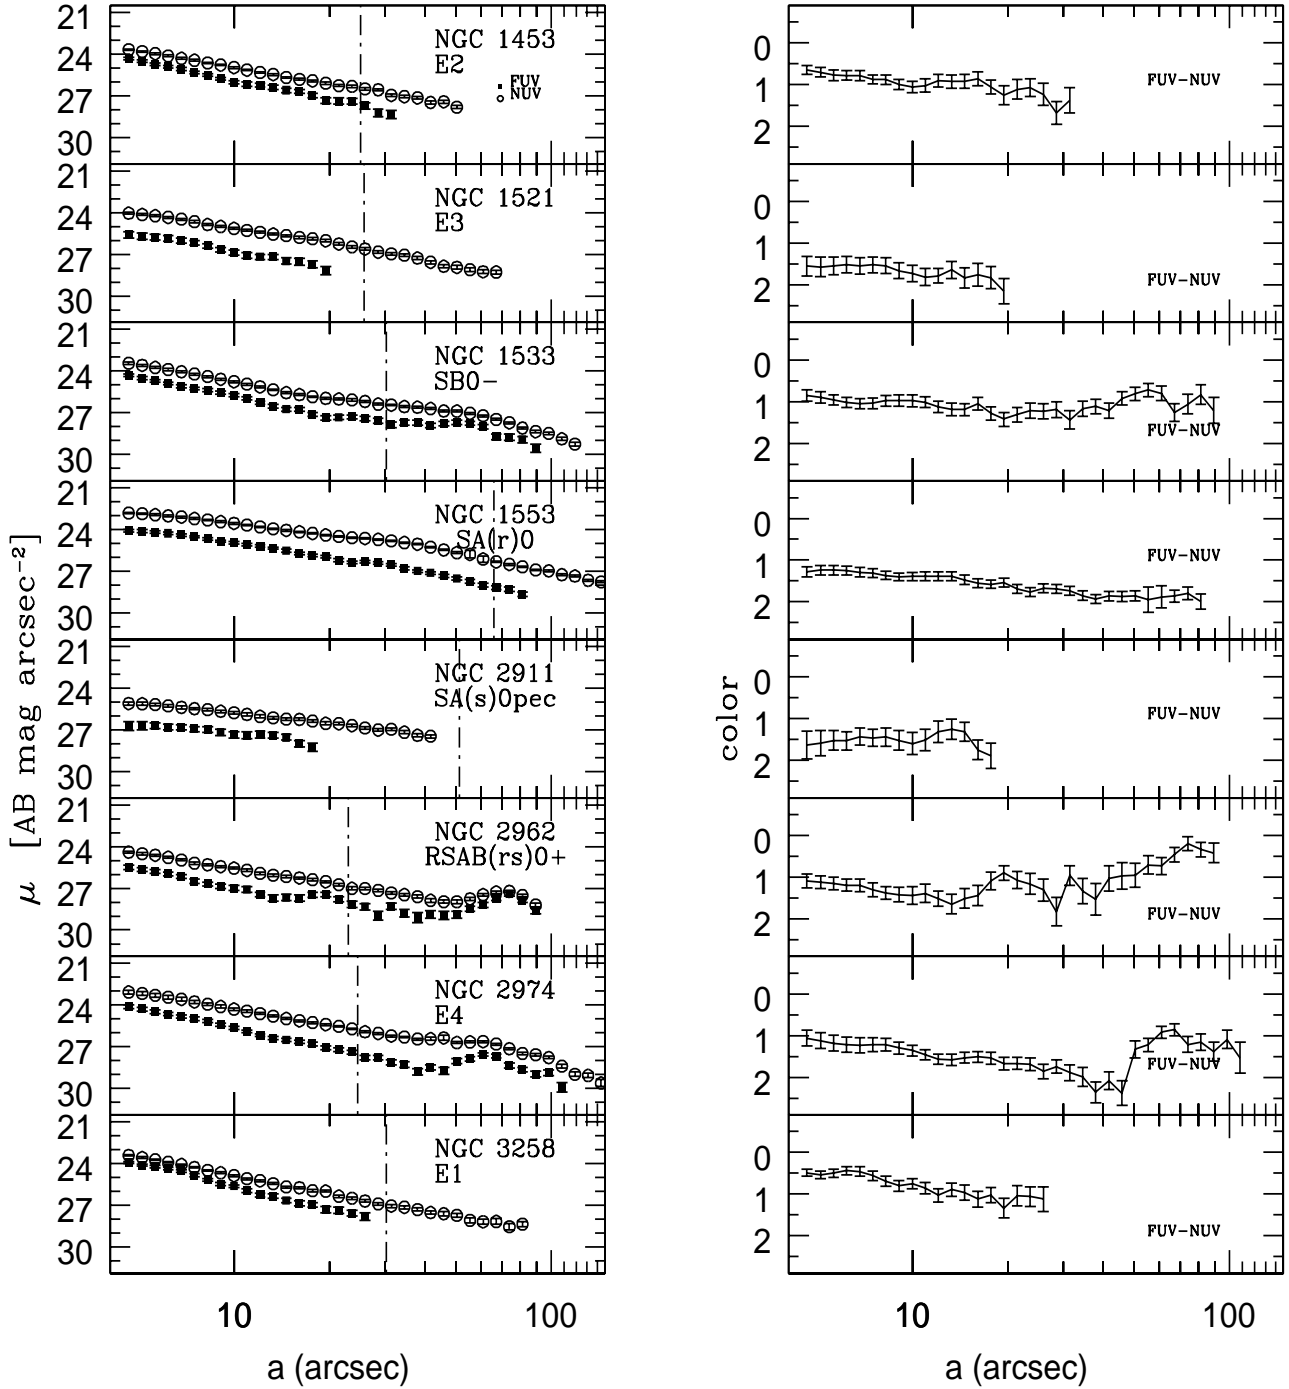 μ [AB mag arcsec⁻²]
21
24
27
30
NGC 1453
E2
FUV
NUV
21
24
27
30
NGC 1521
E3
21
24
27
30
NGC 1533
SB0-
21
24
27
30
NGC 1553
SA(r)0
21
24
27
30
NGC 2911
SA(s)0pec
21
24
27
30
NGC 2962
RSAB(rs)0+
21
24
27
30
NGC 2974
E4
21
24
27
30
NGC 3258
E1
10
100
a (arcsec)
color
0
1
2
FUV-NUV
0
1
2
FUV-NUV
0
1
2
FUV-NUV
0
1
2
FUV-NUV
0
1
2
FUV-NUV
0
1
2
FUV-NUV
0
1
2
FUV-NUV
0
1
2
FUV-NUV
10
100
a (arcsec)